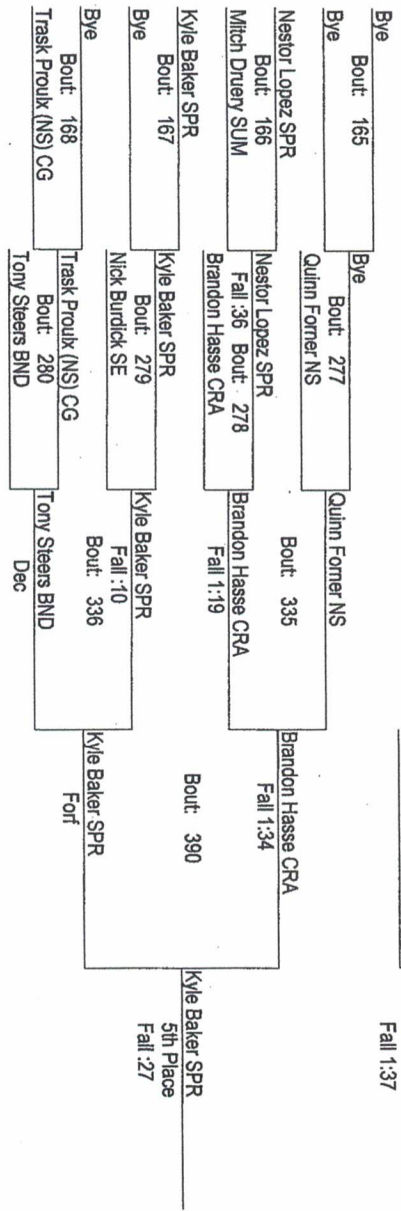 Bye
Bout: 165
Bye
Nestor Lopez SPR
Bout: 166
Mitch Druery SUM
Kyle Baker SPR
Bout: 167
Bye
Bye
Bout: 168
Trask Proulx (NS) CG
Bye
Bout: 277
Quinn Forner NS
Nestor Lopez SPR
Fall :36 Bout: 278
Brandon Hasse CRA
Kyle Baker SPR
Bout: 279
Nick Burdick SE
Trask Proulx (NS) CG
Bout: 280
Tony Steers BND
Quinn Forner NS
Bout: 335
Brandon Hasse CRA
Fall 1:19
Kyle Baker SPR
Fall :10
Bout: 336
Tony Steers BND
Dec
Brandon Hasse CRA
Fall 1:34
Bout: 390
Kyle Baker SPR
Forf
Fall 1:37
Kyle Baker SPR
5th Place
Fall :27